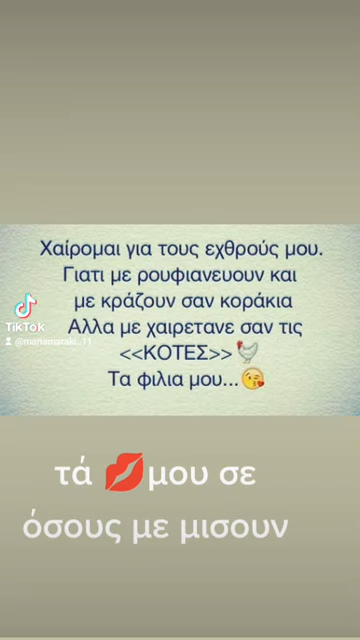 Χαίρομαι για τους εχθρούς μου.
Γιατι με ρουφιανευουν και
με κράζουν σαν κοράκια
Αλλα με χαιρετανε σαν τις
<<ΚΟΤΕΣ>>🐓
Τα φιλια μου...😘
TikTok
τά 💋μου σε
όσους με μισουν